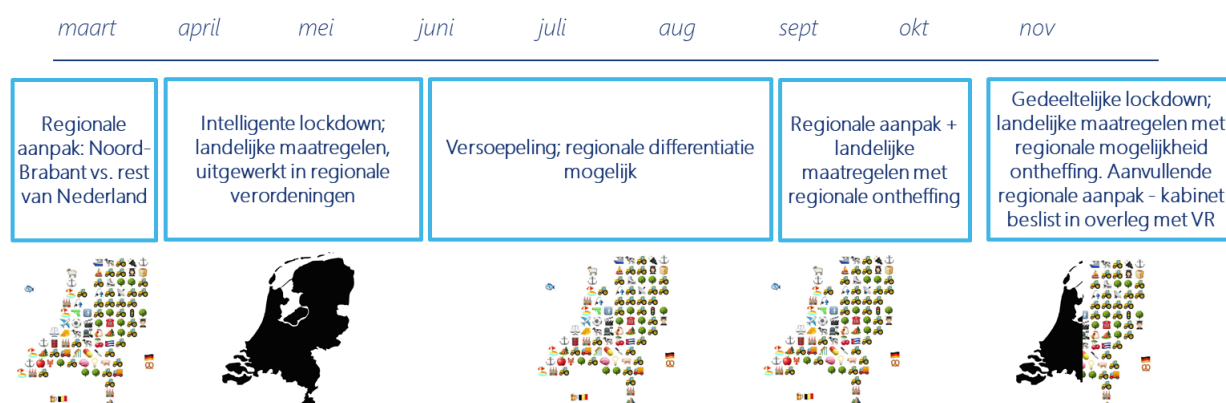 maart april mei juni juli aug sept okt nov
Regionale
aanpak: Noord-
Brabant vs. rest
van Nederland
Intelligente lockdown;
landelijke maatregelen,
uitgewerkt in regionale
verordeningen
Versoepeling; regionale differentiatie
mogelijk
Regionale aanpak +
landelijke
maatregelen met
regionale ontheffing
Gedeeltelijke lockdown;
landelijke maatregelen met
regionale mogelijkheid
ontheffing. Aanvullende
regionale aanpak - kabinet
beslist in overleg met VR